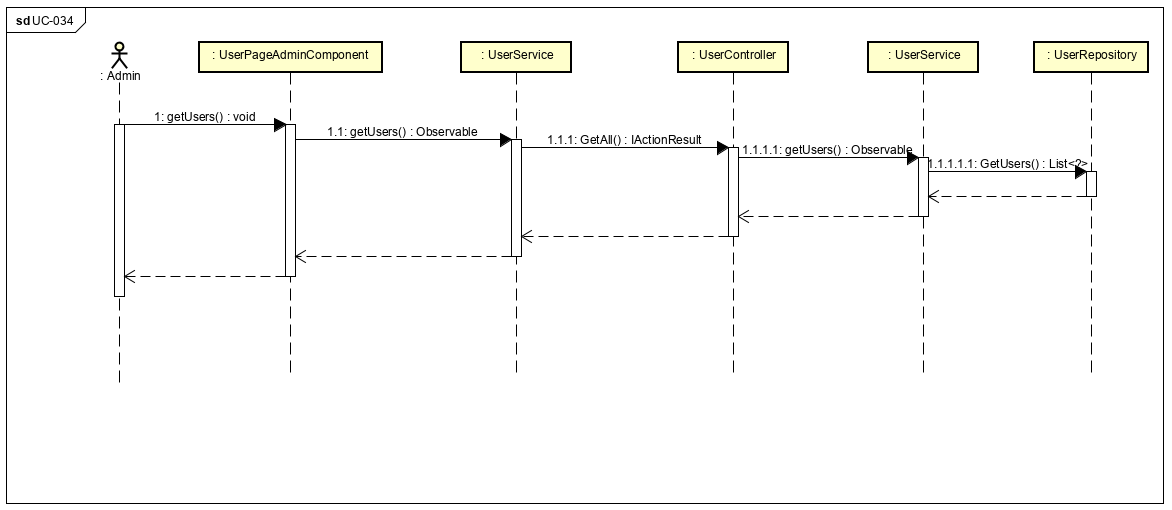 sd UC-034
: UserPageAdminComponent
: UserService
: UserController
: UserService
: UserRepository
: Admin
1: getUsers() : void
1.1: getUsers() : Observable
1.1.1: GetAll() : IActionResult
1.1.1.1: getUsers() : Observable
1.1.1.1.1: GetUsers() : List<?>